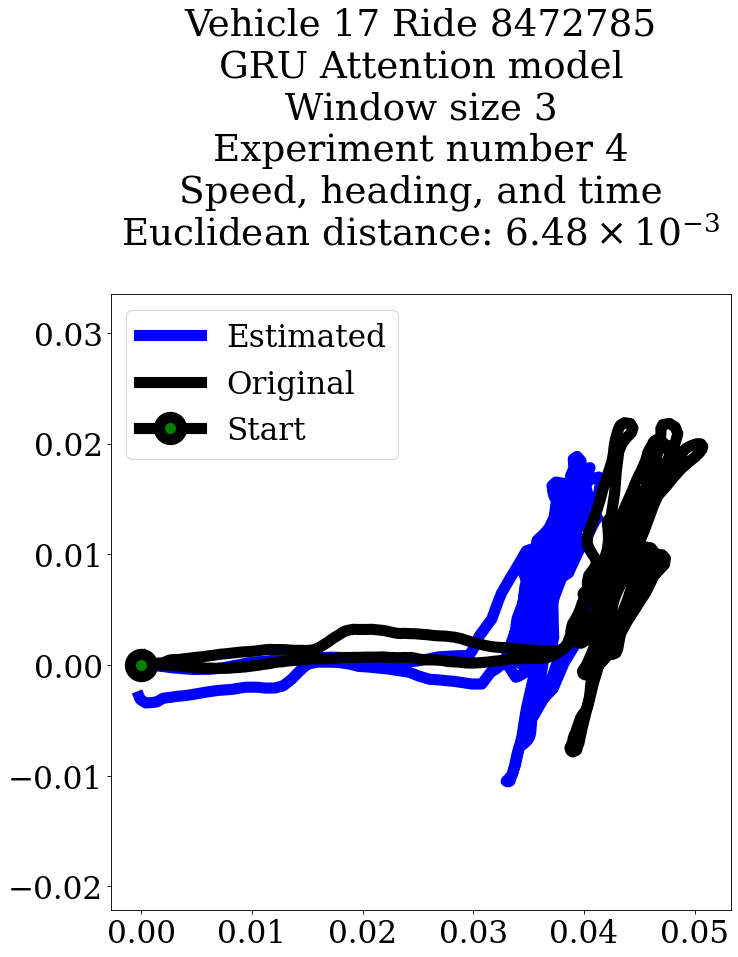 Vehicle 17 Ride 8472785
GRU Attention model
Window size 3
Experiment number 4
Speed, heading, and time
Euclidean distance: 6.48 × 10⁻³
Estimated
Original
Start
0.03
0.02
0.01
0.00
−0.01
−0.02
0.00 0.01 0.02 0.03 0.04 0.05